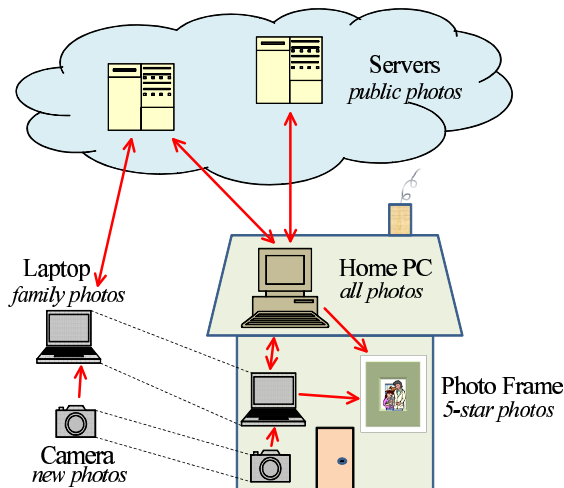 Servers
public photos
Laptop
family photos
Home PC
all photos
Photo Frame
5-star photos
Camera
new photos